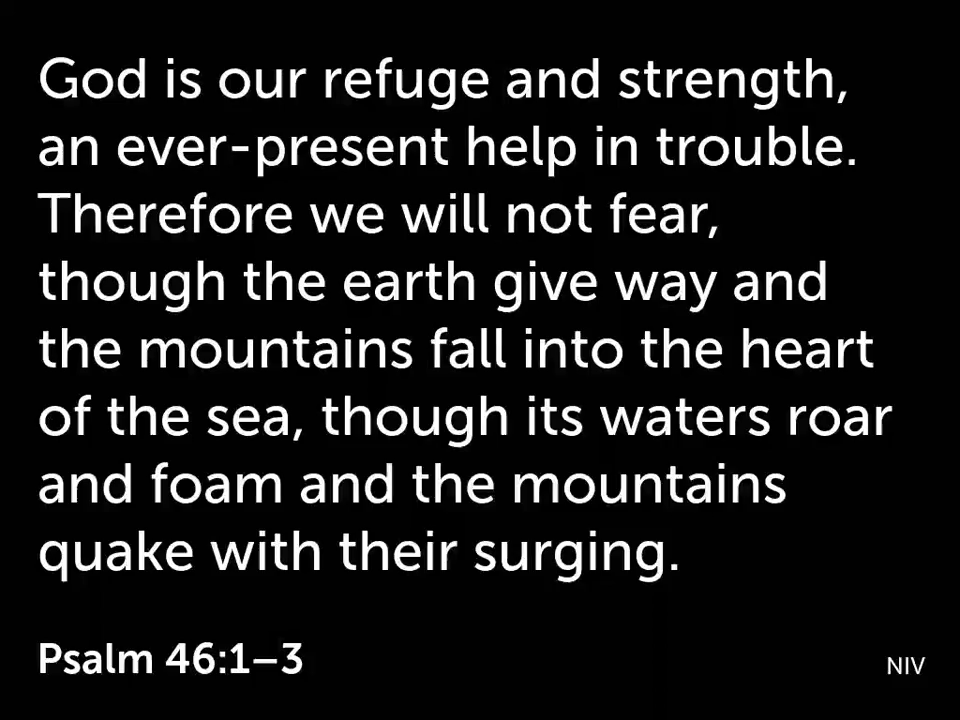 God is our refuge and strength,
an ever-present help in trouble.
Therefore we will not fear,
though the earth give way and
the mountains fall into the heart
of the sea, though its waters roar
and foam and the mountains
quake with their surging.
Psalm 46:1–3
NIV